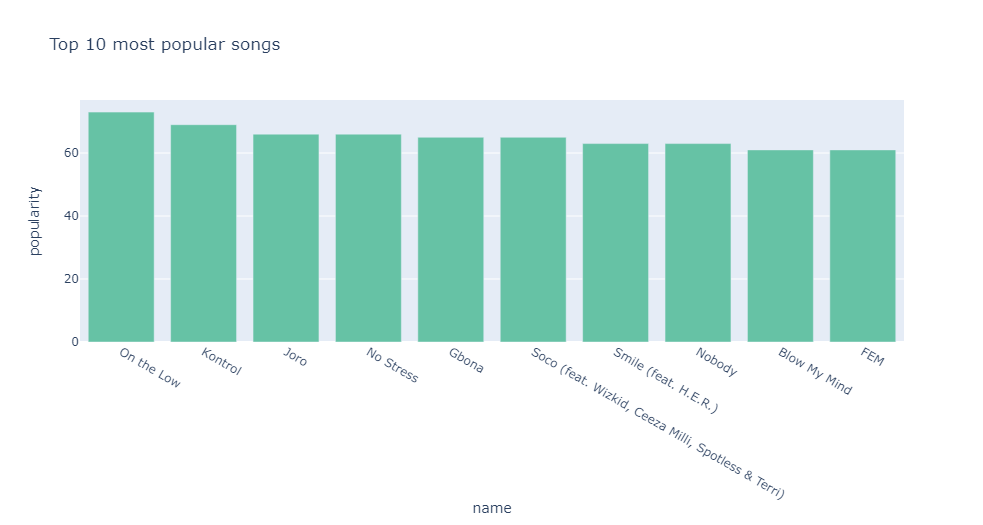 Top 10 most popular songs
popularity
60
40
20
0
On the Low
Kontrol
Joro
No Stress
Gbona
Soco (feat. Wizkid, Ceeza Milli, Spotless & Terri)
Smile (feat. H.E.R.)
Nobody
Blow My Mind
FEM
name